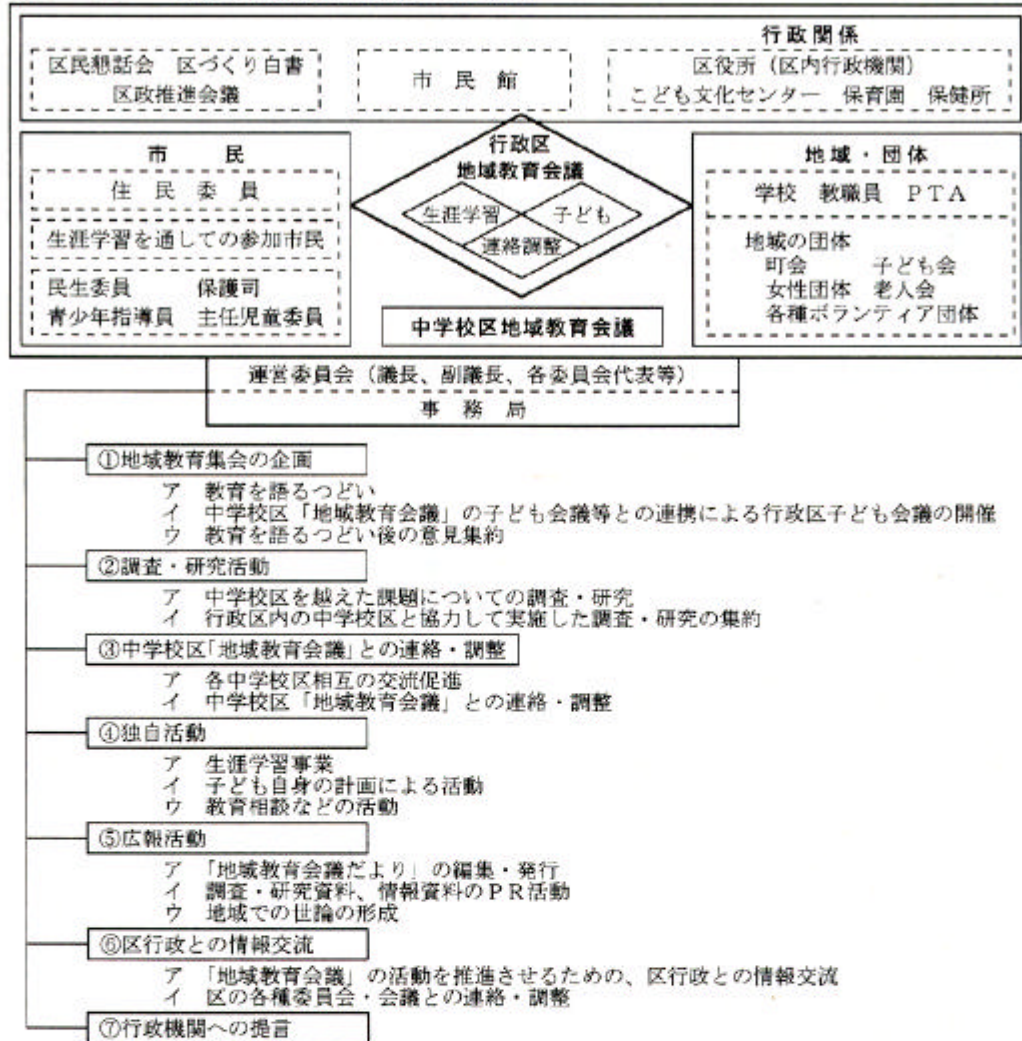 行政関係
区民懇話会　区づくり白書
区政推進会議
市民館
区役所（区内行政機関）
こども文化センター　保育園　保健所
市民
住民委員
生涯学習を通しての参加市民
民生委員　保護司
青少年指導員　主任児童委員
行政区
地域教育会議
生涯学習
子ども
連絡調整
中学校区地域教育会議
地域・団体
学校　教職員　ＰＴＡ
地域の団体
町会　子ども会
女性団体　老人会
各種ボランティア団体
運営委員会（議長、副議長、各委員会代表等）
事務局
①地域教育集会の企画
ア　教育を語るつどい
イ　中学校区「地域教育会議」の子ども会議等との連携による行政区子ども会議の開催
ウ　教育を語るつどい後の意見集約
②調査・研究活動
ア　中学校区を越えた課題についての調査・研究
イ　行政区内の中学校区と協力して実施した調査・研究の集約
③中学校区「地域教育会議」との連絡・調整
ア　各中学校区相互の交流促進
イ　中学校区「地域教育会議」との連絡・調整
④独自活動
ア　生涯学習事業
イ　子ども自身の計画による活動
ウ　教育相談などの活動
⑤広報活動
ア　「地域教育会議だより」の編集・発行
イ　調査・研究資料、情報資料のＰＲ活動
ウ　地域での世論の形成
⑥区行政との情報交流
ア　「地域教育会議」の活動を推進させるための、区行政との情報交流
イ　区の各種委員会・会議との連絡・調整
⑦行政機関への提言